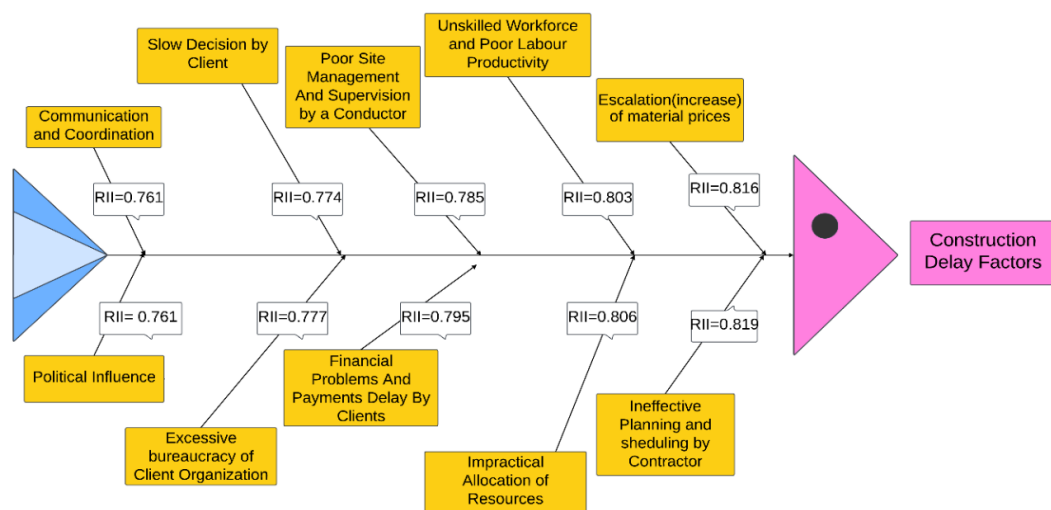 Slow Decision by
Client
Unskilled Workforce
and Poor Labour
Productivity
Poor Site
Management
And Supervision
by a Conductor
Communication
and Coordination
Escalation(increase)
of material prices
RII=0.761
RII=0.774
RII=0.785
RII=0.803
RII=0.816
Construction
Delay Factors
RII= 0.761
RII=0.777
RII=0.795
RII=0.806
RII=0.819
Political Influence
Financial
Problems And
Payments Delay By
Clients
Ineffective
Planning and
sheduling by
Contractor
Excessive
bureaucracy of
Client Organization
Impractical
Allocation of
Resources